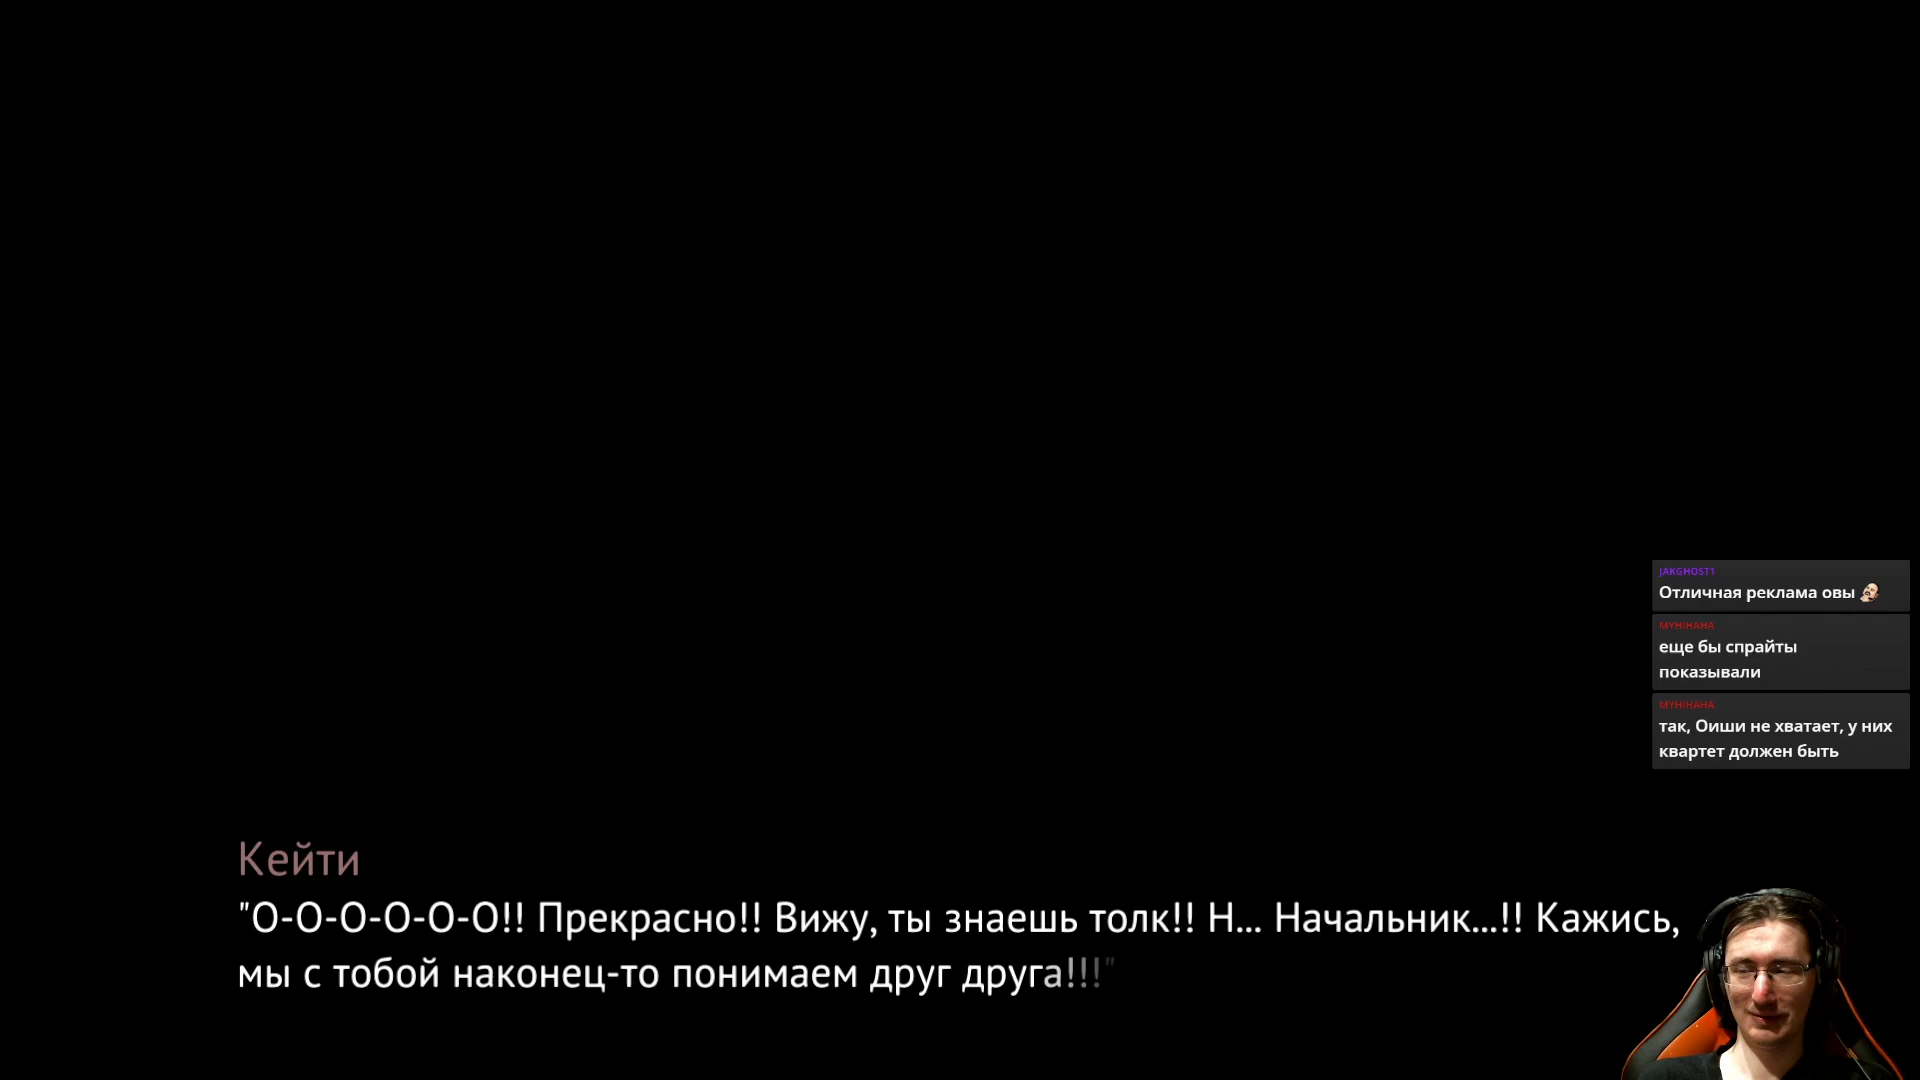 JAKGHOST1
Отличная реклама овы
MYHIHAHA
еще бы спрайты
показывали
MYHIHAHA
так, Оиши не хватает, у них
квартет должен быть
Кейти
"О-О-О-О-О-О!! Прекрасно!! Вижу, ты знаешь толк!! Н... Начальник...!! Кажись,
мы с тобой наконец-то понимаем друг друга!!!"